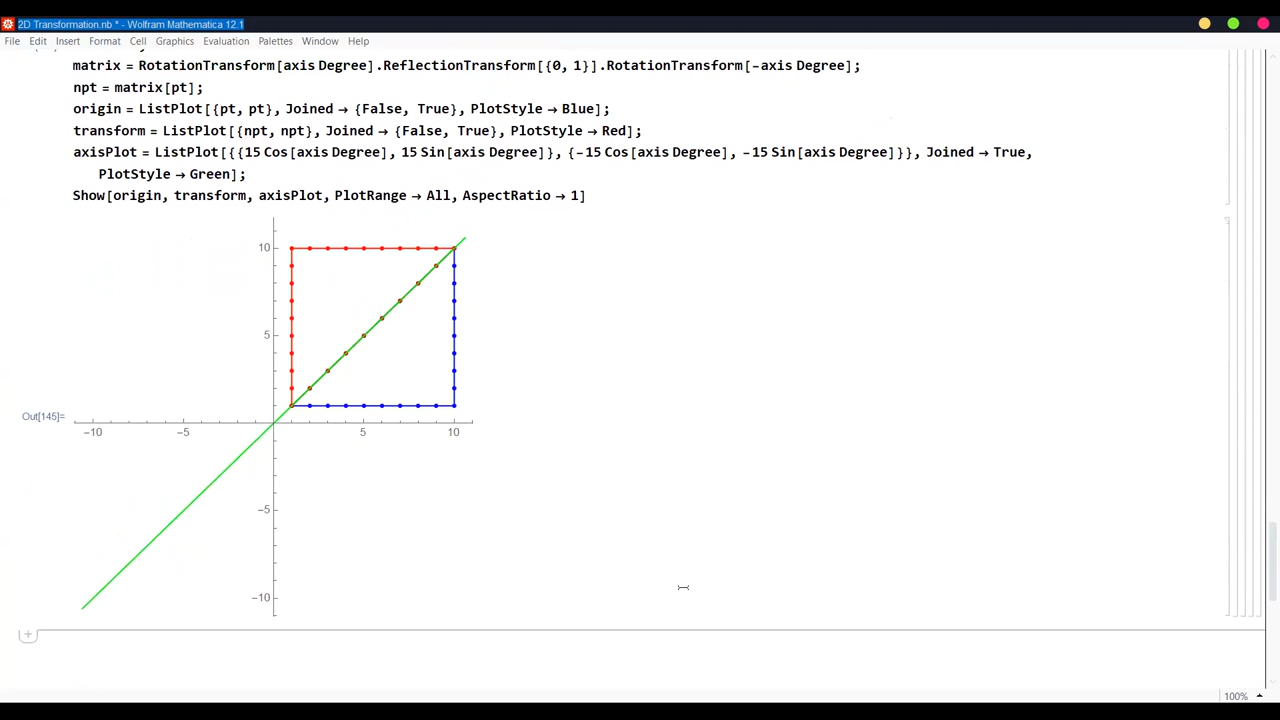 2D Transformation.nb * - Wolfram Mathematica 12.1
File Edit Insert Format Cell Graphics Evaluation Palettes Window Help
matrix = RotationTransform[axis Degree].ReflectionTransform[{0, 1}].RotationTransform[-axis Degree];
npt = matrix[pt];
origin = ListPlot[{pt, pt}, Joined → {False, True}, PlotStyle → Blue];
transform = ListPlot[{npt, npt}, Joined → {False, True}, PlotStyle → Red];
axisPlot = ListPlot[{{15 Cos[axis Degree], 15 Sin[axis Degree]}, {-15 Cos[axis Degree], -15 Sin[axis Degree]}}, Joined → True,
PlotStyle → Green];
Show[origin, transform, axisPlot, PlotRange → All, AspectRatio → 1]
10
5
Out[145]=
-10 -5 5 10
-5
-10
+
100%